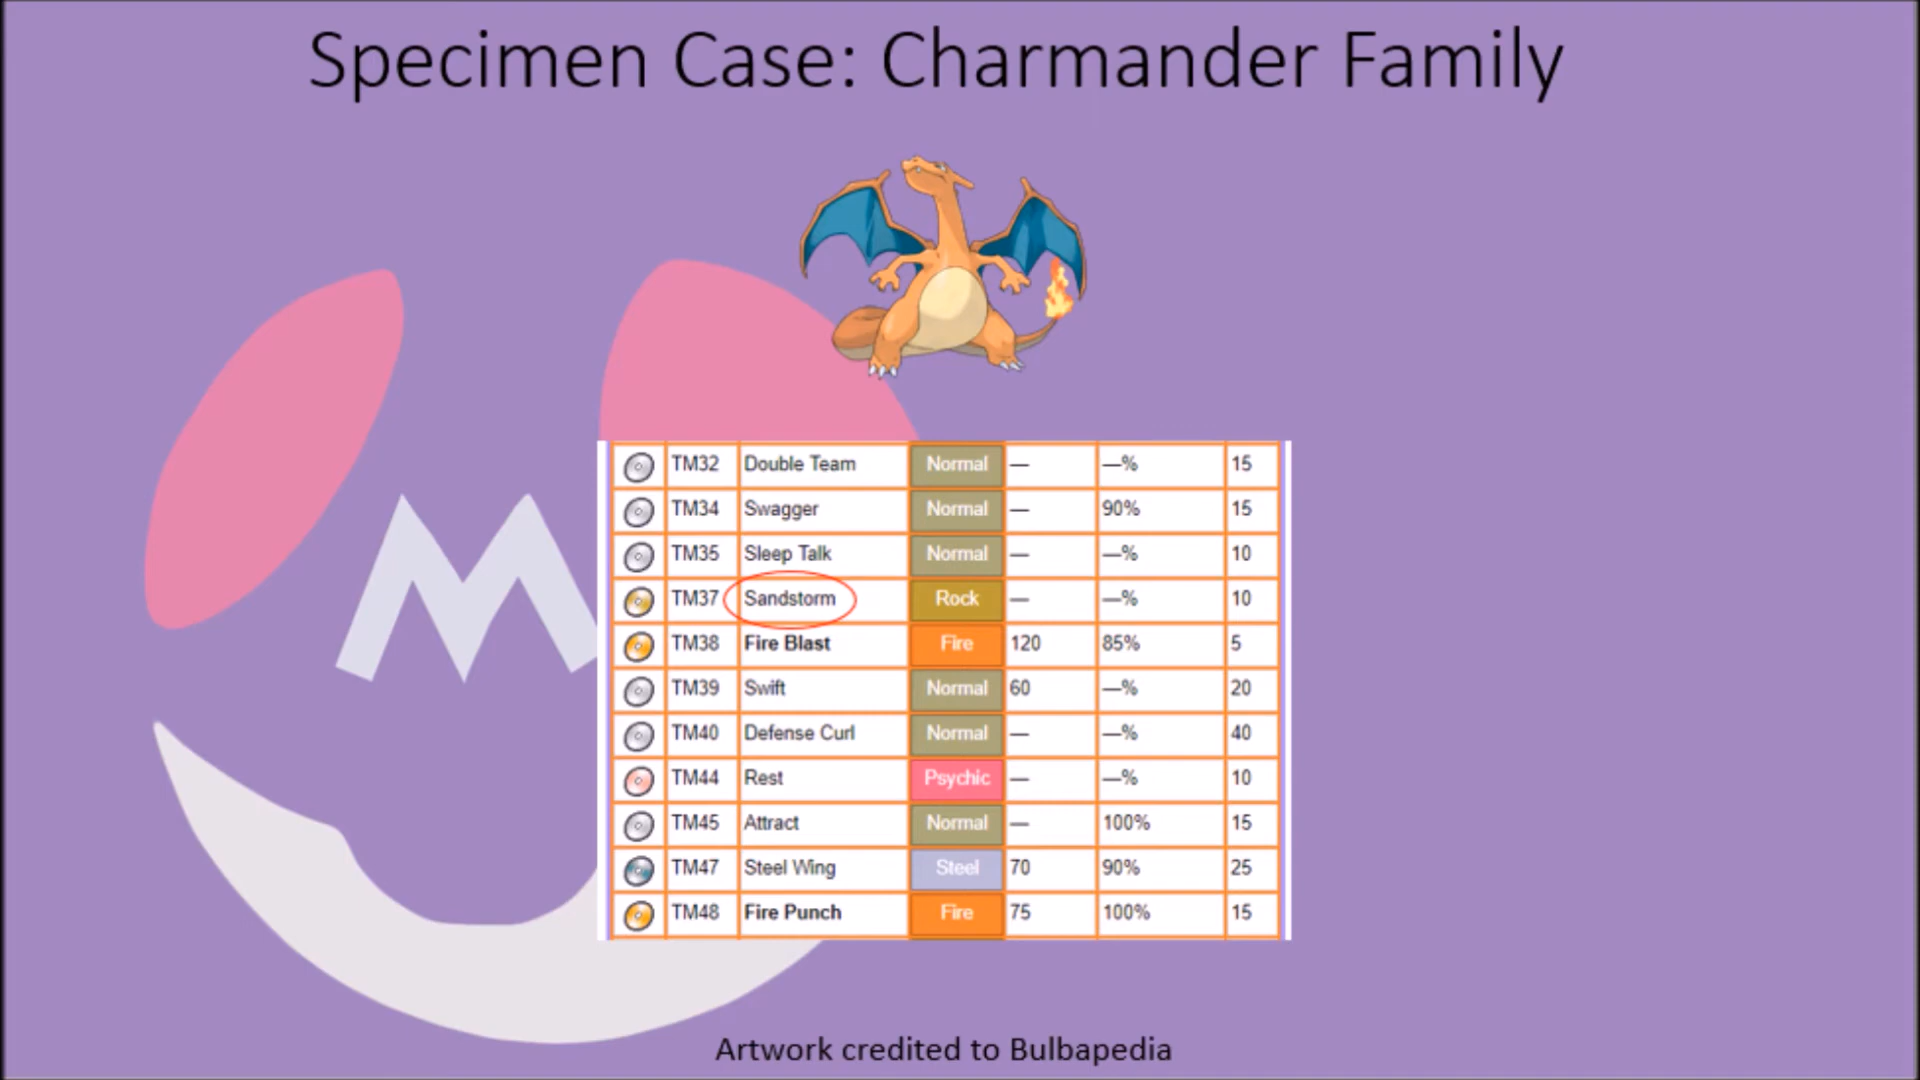 Specimen Case: Charmander Family
TM32 Double Team Normal — —% 15
TM34 Swagger Normal — 90% 15
TM35 Sleep Talk Normal — —% 10
TM37 Sandstorm Rock — —% 10
TM38 Fire Blast Fire 120 85% 5
TM39 Swift Normal 60 —% 20
TM40 Defense Curl Normal — —% 40
TM44 Rest Psychic — —% 10
TM45 Attract Normal — 100% 15
TM47 Steel Wing Steel 70 90% 25
TM48 Fire Punch Fire 75 100% 15
M
Artwork credited to Bulbapedia